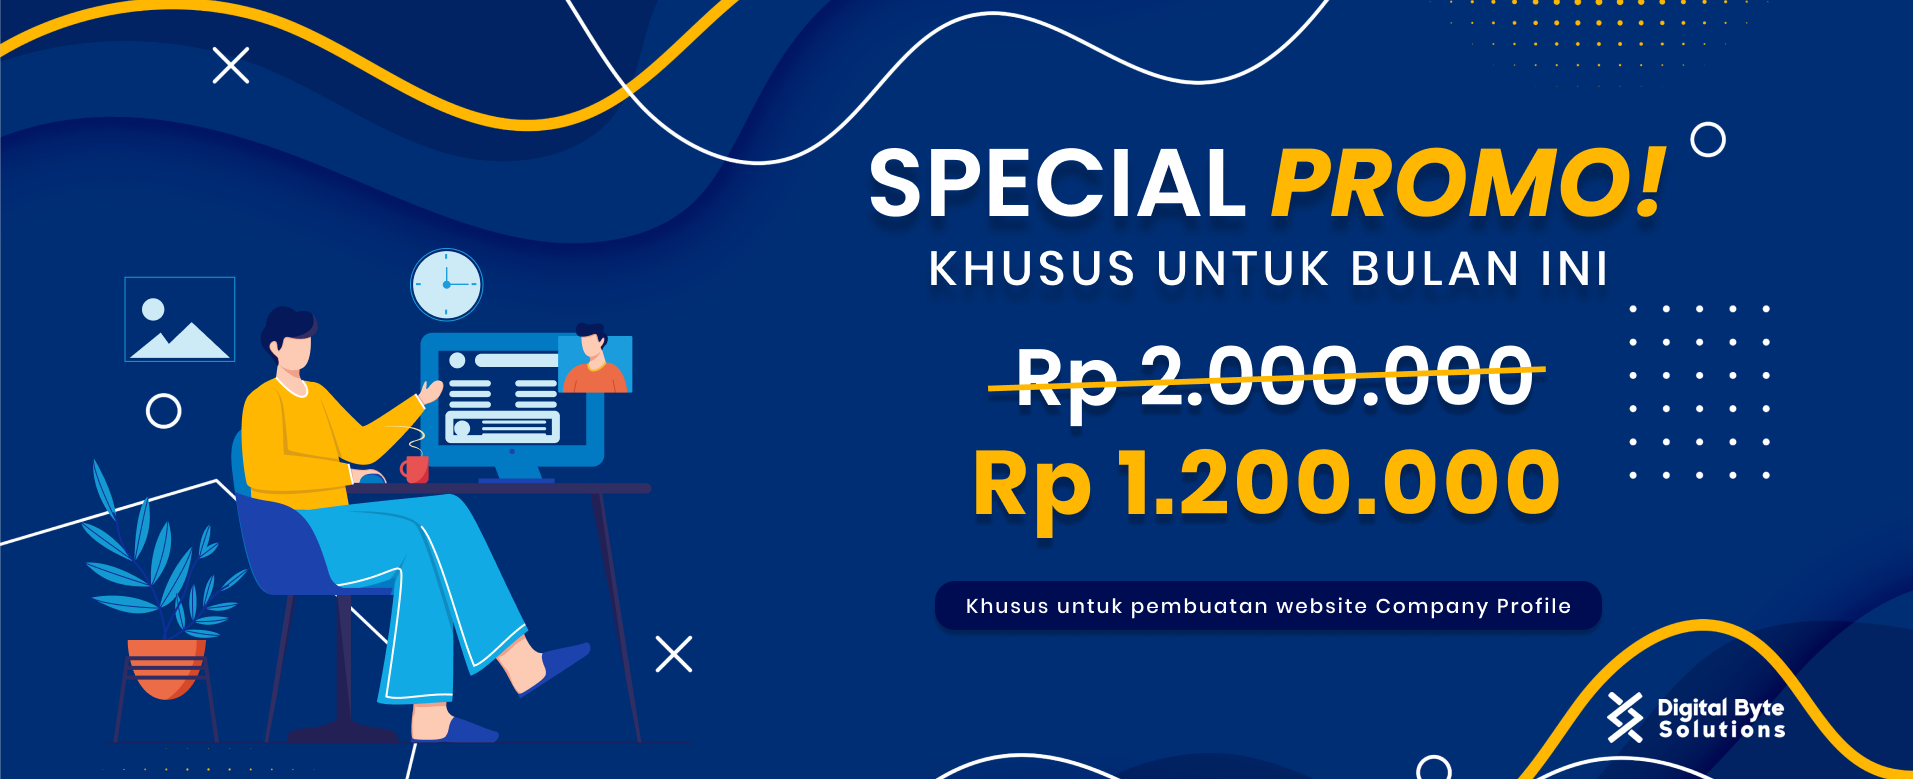 SPECIAL PROMO!
KHUSUS UNTUK BULAN INI
Rp 2.000.000
Rp 1.200.000
Khusus untuk pembuatan website Company Profile
Digital Byte
Solutions